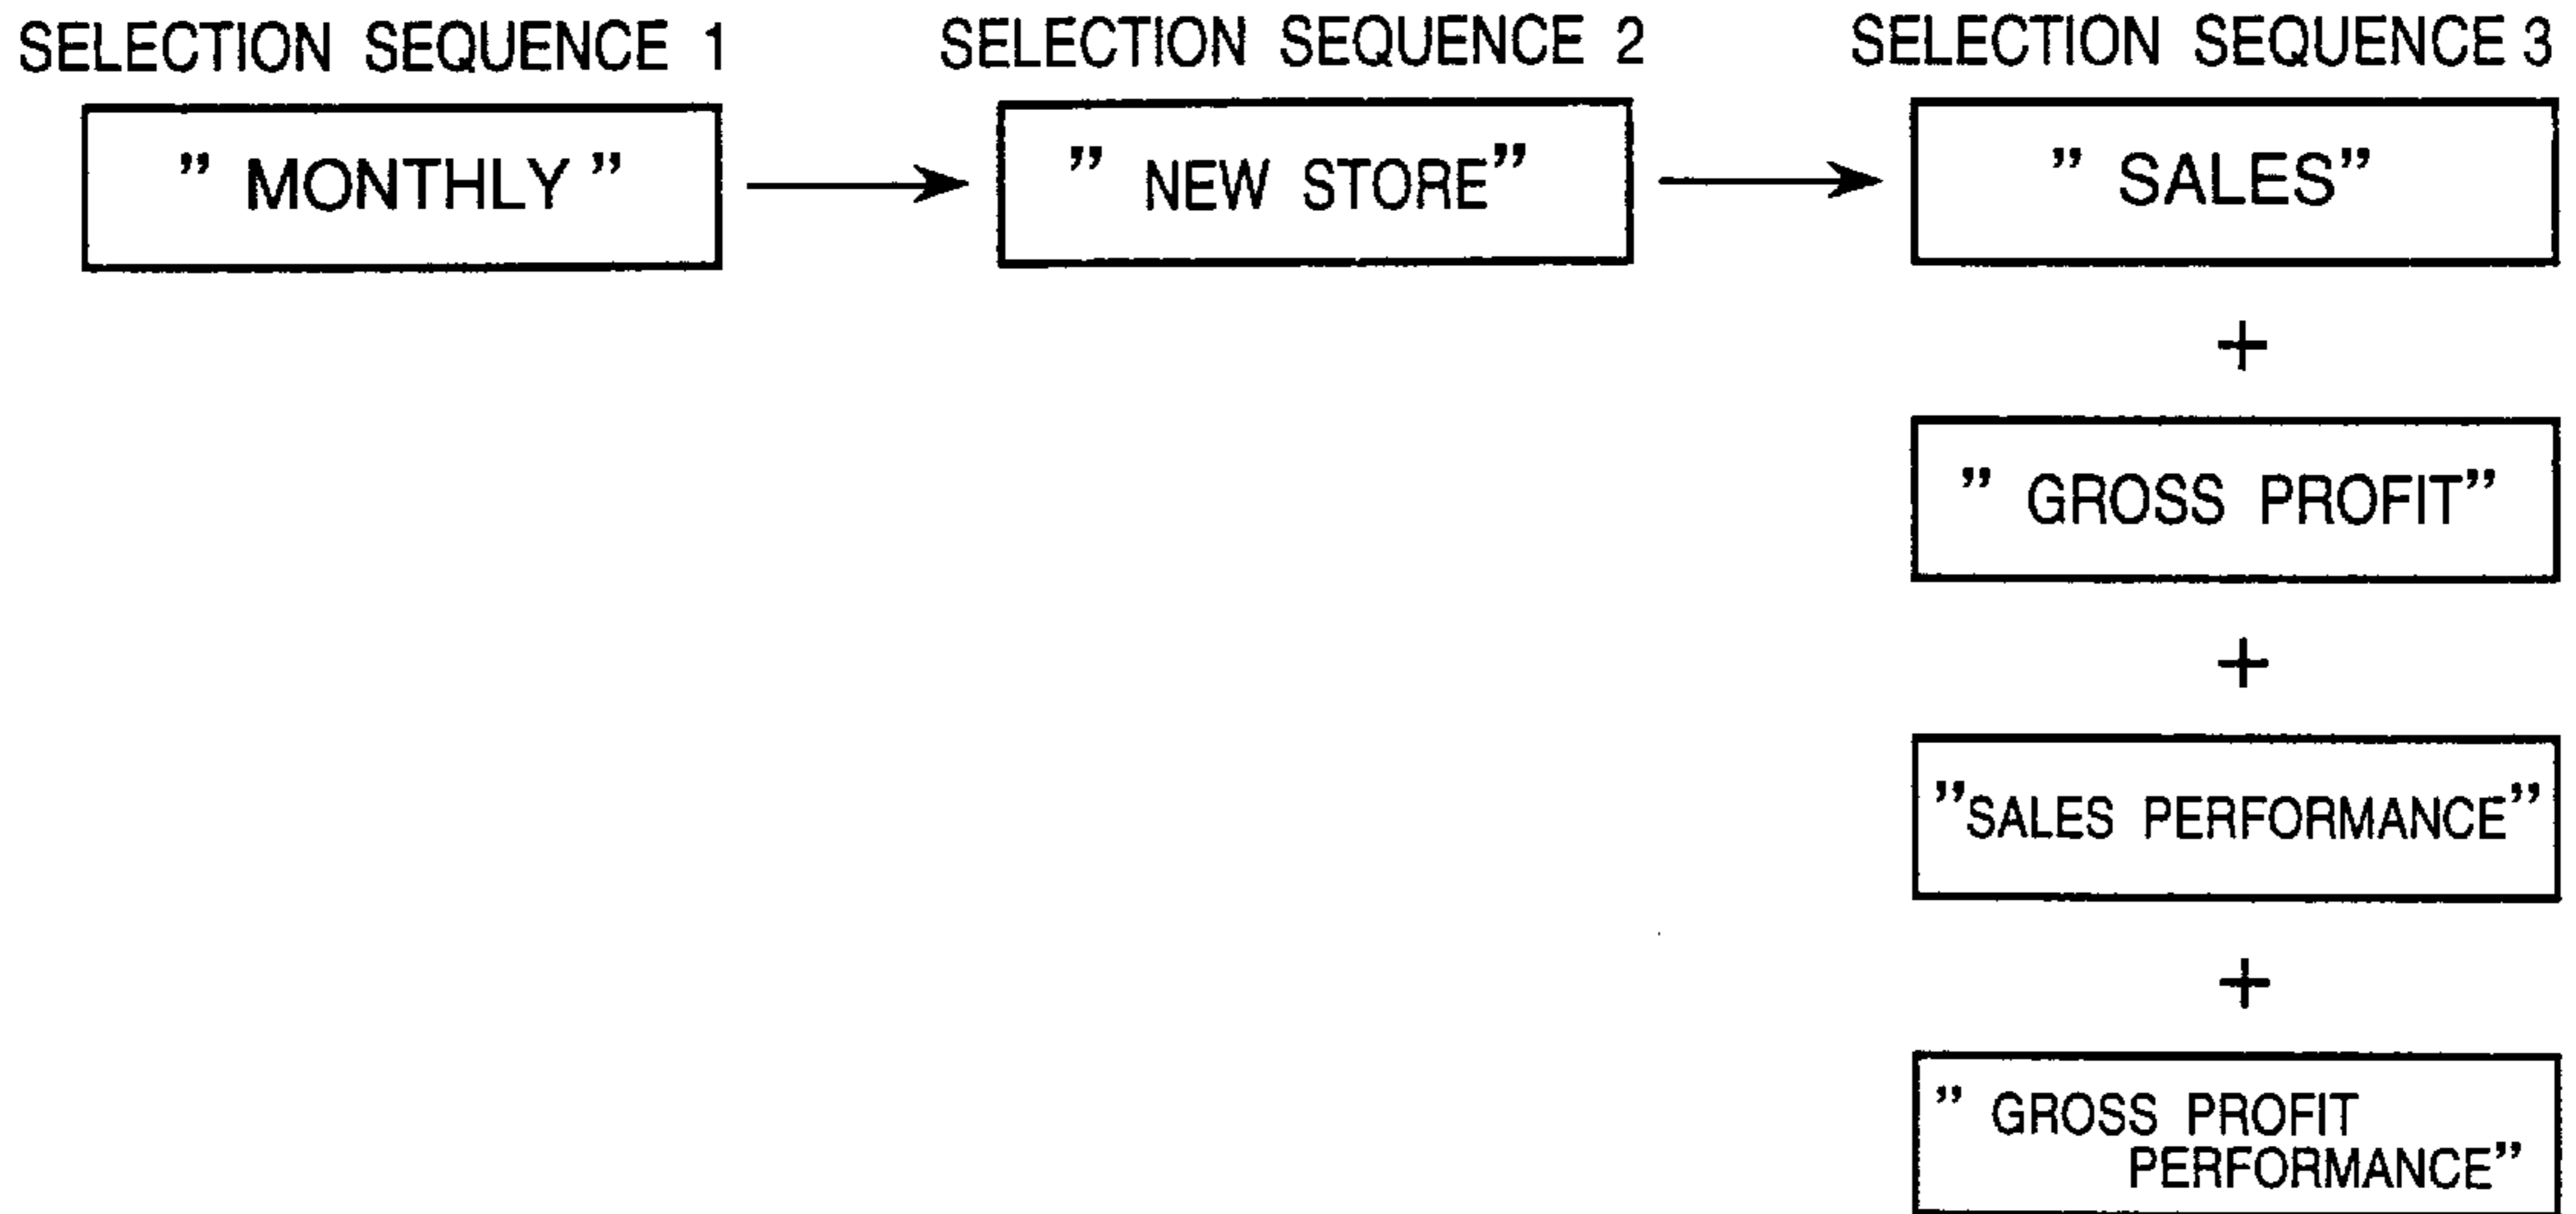 SELECTION SEQUENCE 1
SELECTION SEQUENCE 2
SELECTION SEQUENCE 3
” MONTHLY ”
” NEW STORE”
” SALES”
+
” GROSS PROFIT”
+
”SALES PERFORMANCE”
+
” GROSS PROFIT
PERFORMANCE”